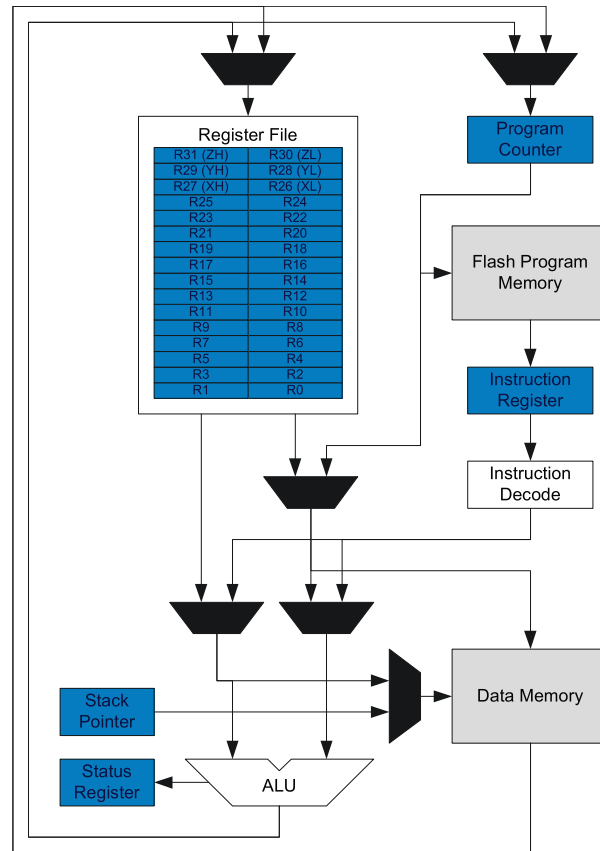 Register File
R31 (ZH) R30 (ZL)
R29 (YH) R28 (YL)
R27 (XH) R26 (XL)
R25 R24
R23 R22
R21 R20
R19 R18
R17 R16
R15 R14
R13 R12
R11 R10
R9 R8
R7 R6
R5 R4
R3 R2
R1 R0
Program
Counter
Flash Program
Memory
Instruction
Register
Instruction
Decode
Stack
Pointer
Data Memory
Status
Register
ALU